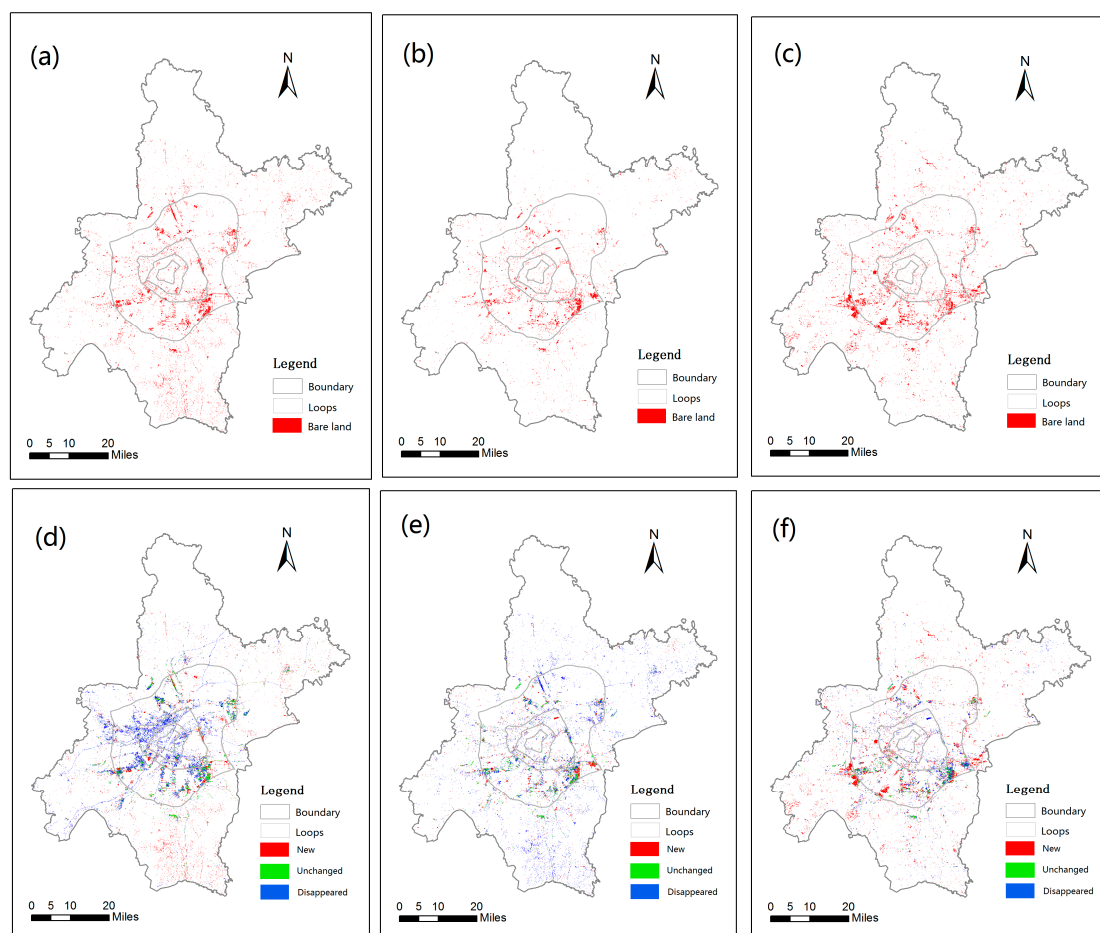 (a)
N
Legend
Boundary
Loops
Bare land
0 5 10 20
Miles
(b)
N
Legend
Boundary
Loops
Bare land
0 5 10 20
Miles
(c)
N
Legend
Boundary
Loops
Bare land
0 5 10 20
Miles
(d)
N
Legend
Boundary
Loops
New
Unchanged
Disappeared
0 5 10 20
Miles
(e)
N
Legend
Boundary
Loops
New
Unchanged
Disappeared
0 5 10 20
Miles
(f)
N
Legend
Boundary
Loops
New
Unchanged
Disappeared
0 5 10 20
Miles